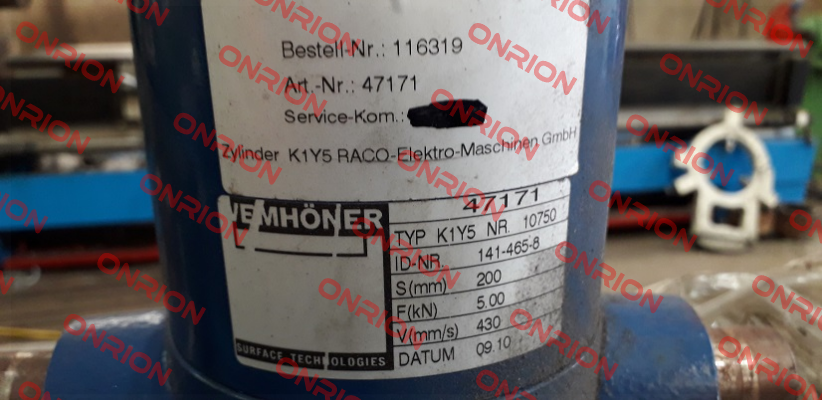 Bestell-Nr.: 116319
Art.-Nr.: 47171
Service-Kom.:
Zylinder K1Y5 RACO-Elektro-Maschinen GmbH
WEMHÖNER
SURFACE TECHNOLOGIES
47171
TYP K1Y5 NR. 10750
ID-NR. 141-465-8
S(mm) 200
F(kN) 5.00
V(mm/s) 430
DATUM 09.10
ONRION